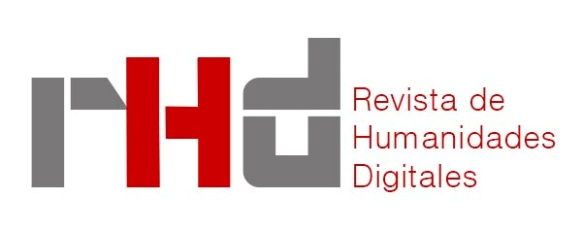 rHd
Revista de
Humanidades
Digitales